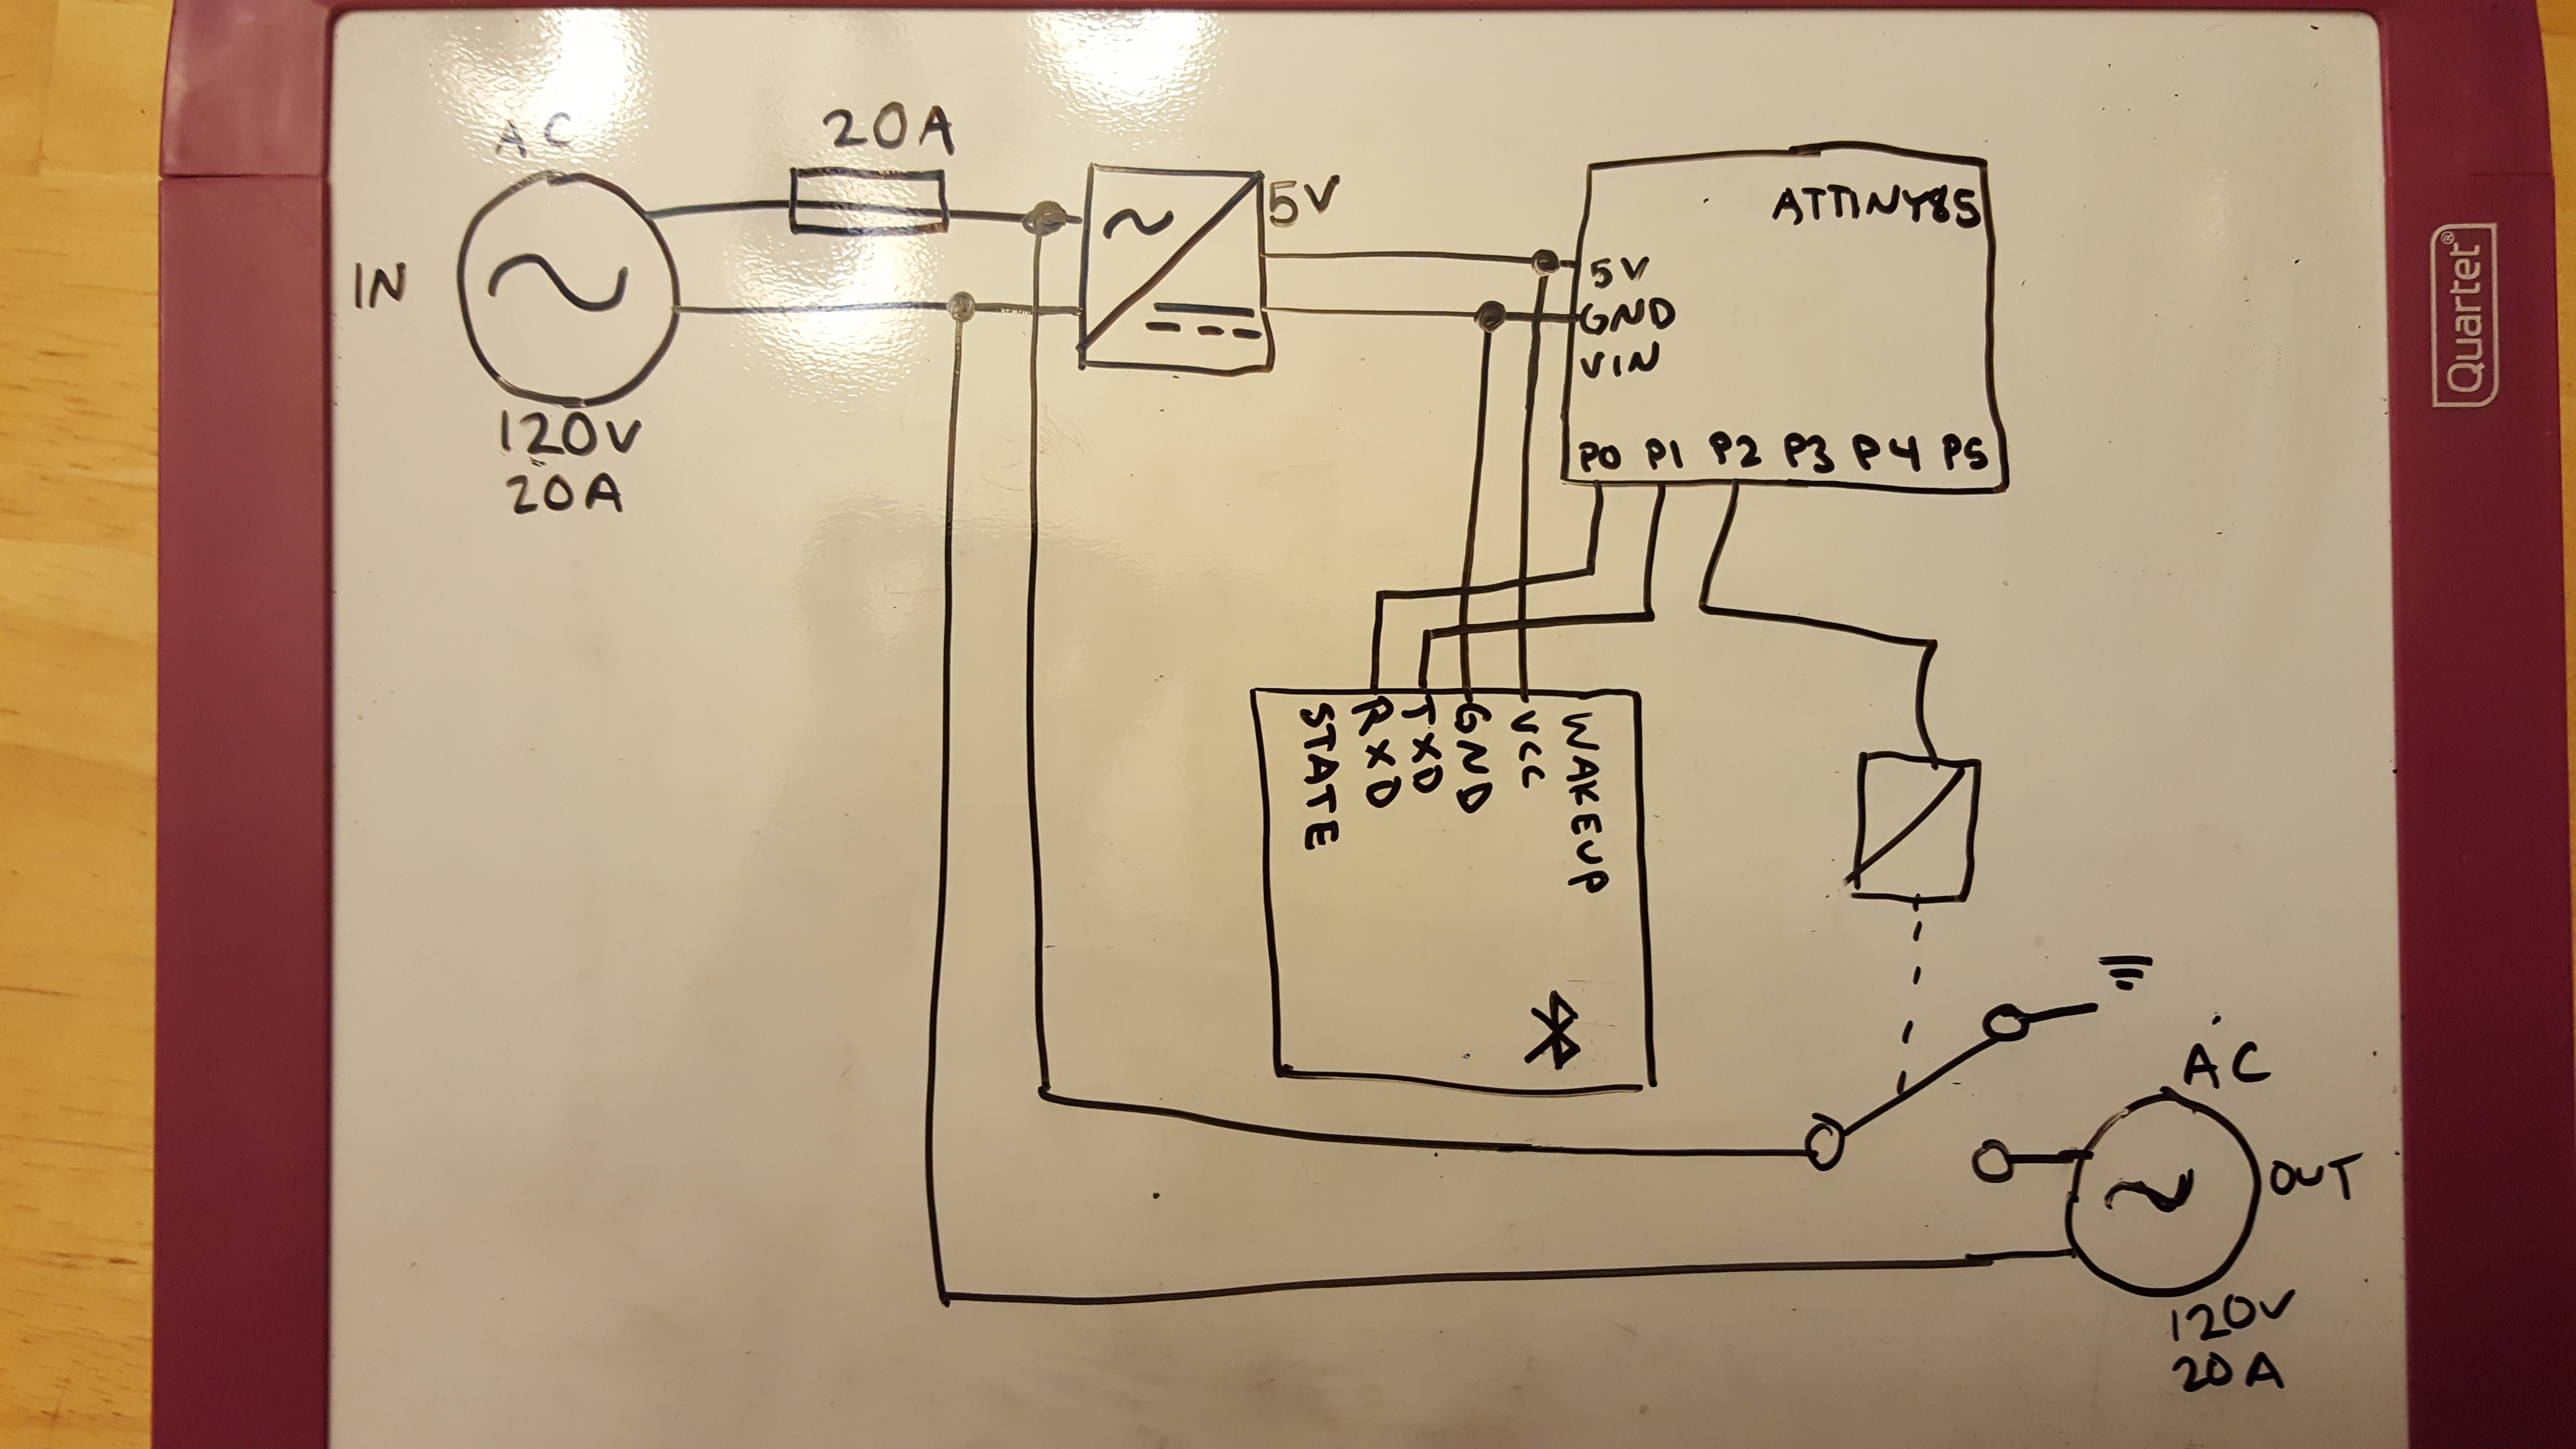 AC
20A
IN
120V
20A
5V
ATTINY85
5V
GND
VIN
P0 P1 P2 P3 P4 P5
STATE
RXD
TXD
GND
VCC
WAKEUP
AC
OUT
120V
20A
Quartet®